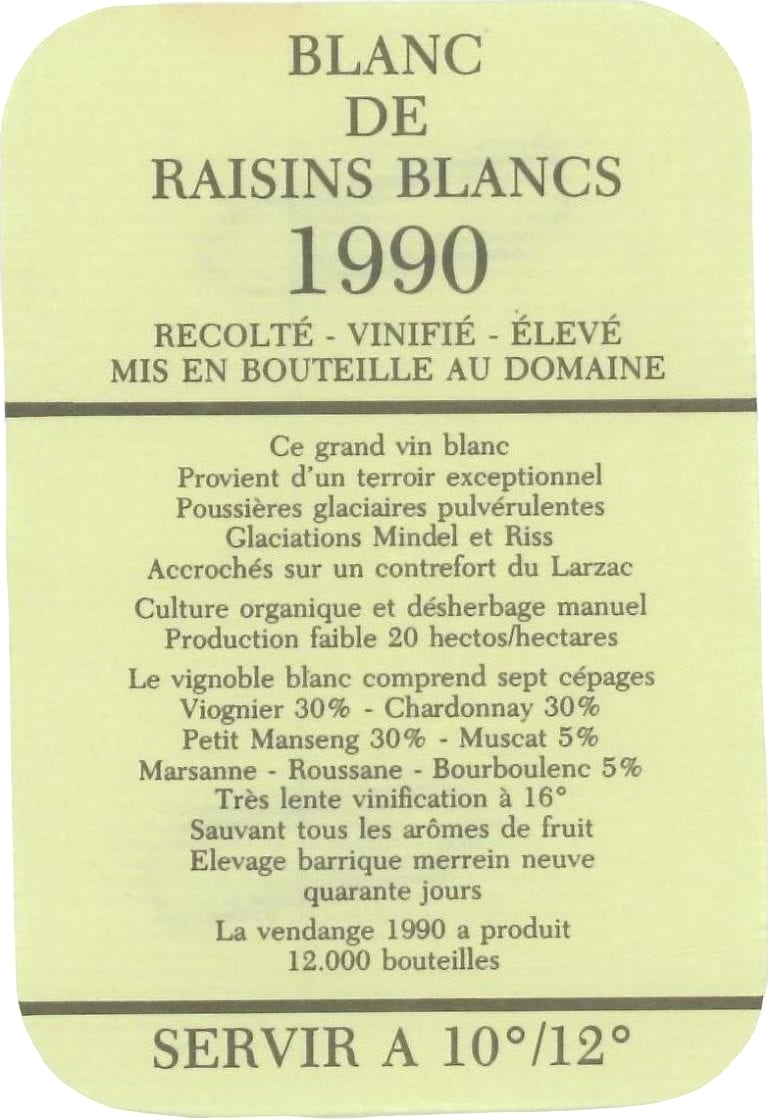 BLANC
DE
RAISINS BLANCS
1990
RECOLTÉ - VINIFIÉ - ÉLEVÉ
MIS EN BOUTEILLE AU DOMAINE
Ce grand vin blanc
Provient d'un terroir exceptionnel
Poussières glaciaires pulvérulentes
Glaciations Mindel et Riss
Accrochés sur un contrefort du Larzac
Culture organique et désherbage manuel
Production faible 20 hectos/hectares
Le vignoble blanc comprend sept cépages
Viognier 30% - Chardonnay 30%
Petit Manseng 30% - Muscat 5%
Marsanne - Roussane - Bourboulenc 5%
Très lente vinification à 16°
Sauvant tous les arômes de fruit
Elevage barrique merrein neuve
quarante jours
La vendange 1990 a produit
12.000 bouteilles
SERVIR A 10°/12°